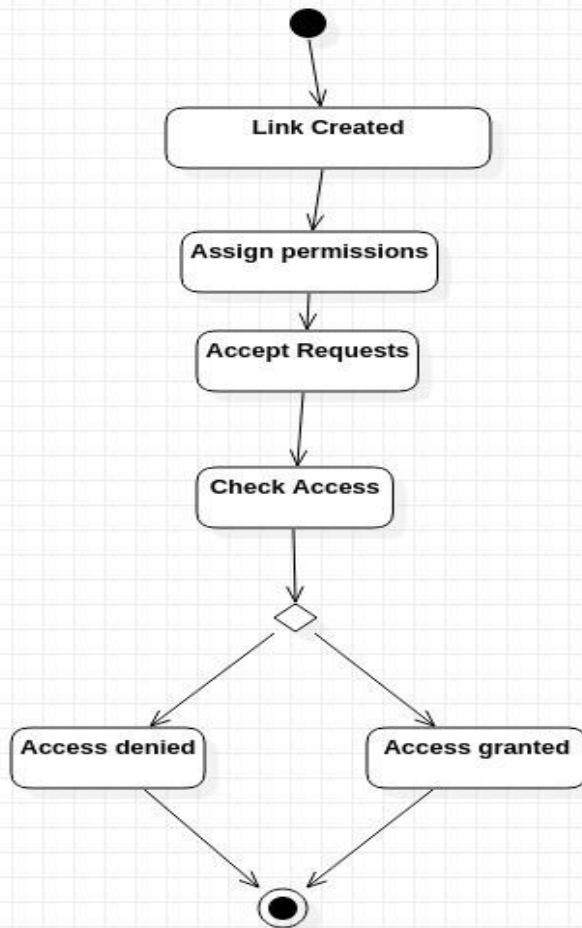 Link Created
Assign permissions
Accept Requests
Check Access
Access denied
Access granted